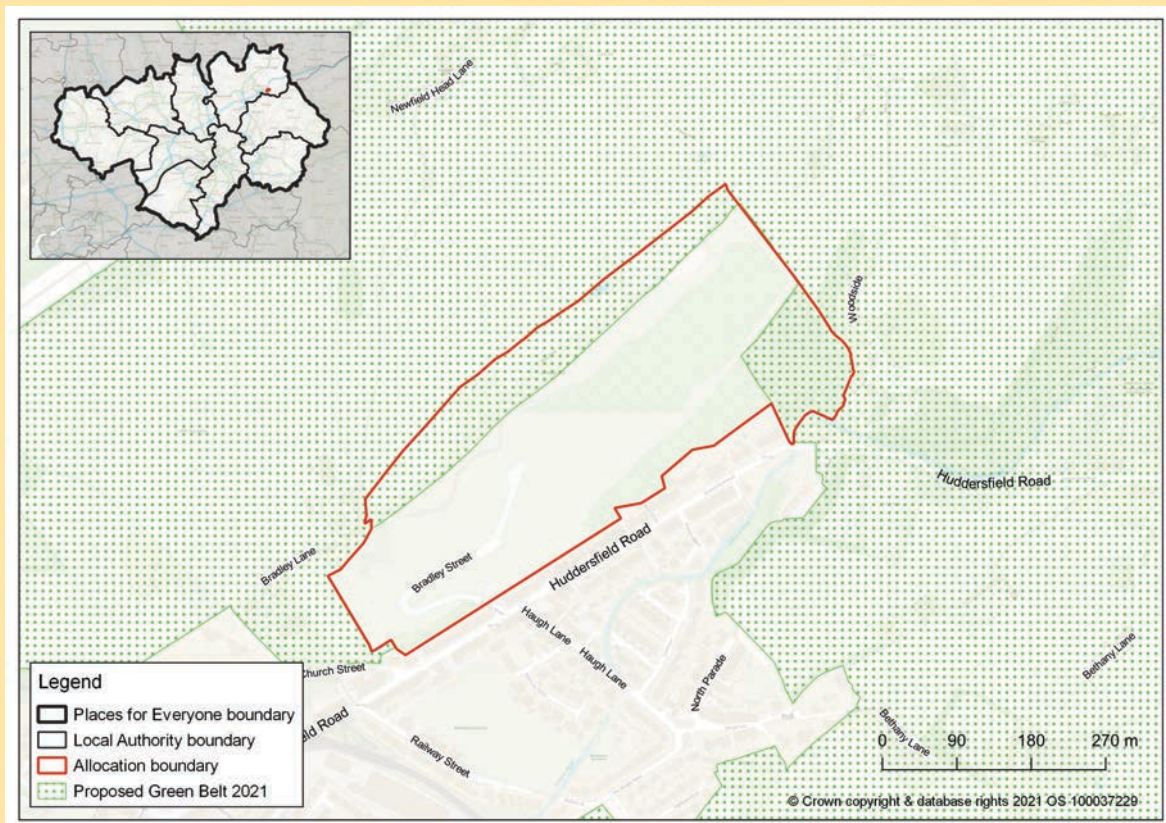 Newfield Head Lane
Woodside
Huddersfield Road
Bradley Lane
Bradley Street
Huddersfield Road
Haugh Lane
Haugh Lane
North Parade
Bethany Lane
Bethany Lane
Church Street
ield Road
Railway Street
Legend
Places for Everyone boundary
Local Authority boundary
Allocation boundary
Proposed Green Belt 2021
0 90 180 270 m
© Crown copyright & database rights 2021 OS 100037229